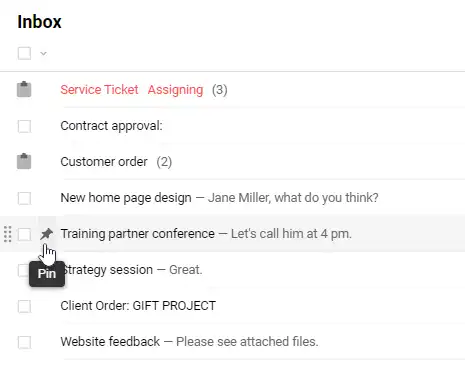 Inbox
Service Ticket Assigning (3)
Contract approval:
Customer order (2)
New home page design — Jane Miller, what do you think?
Training partner conference — Let's call him at 4 pm.
Pin
Strategy session — Great.
Client Order: GIFT PROJECT
Website feedback — Please see attached files.